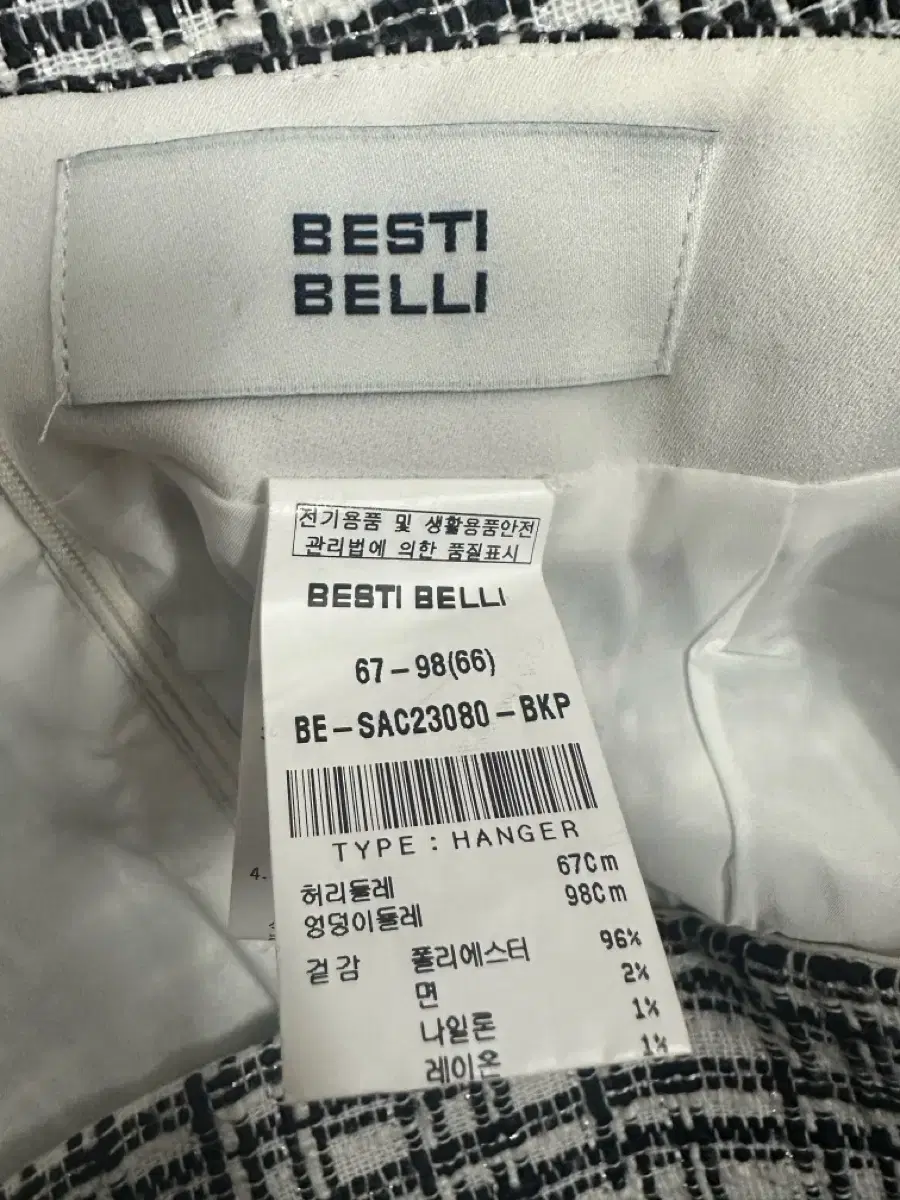 BESTI
BELLI
전기용품 및 생활용품안전
관리법에 의한 품질표시
BESTI BELLI
67-98(66)
BE-SAC23080-BKP
TYPE : HANGER
허리둘레 67Cm
엉덩이둘레 98Cm
겉감 폴리에스터 96%
면 2%
나일론 1%
레이온 1%
4.